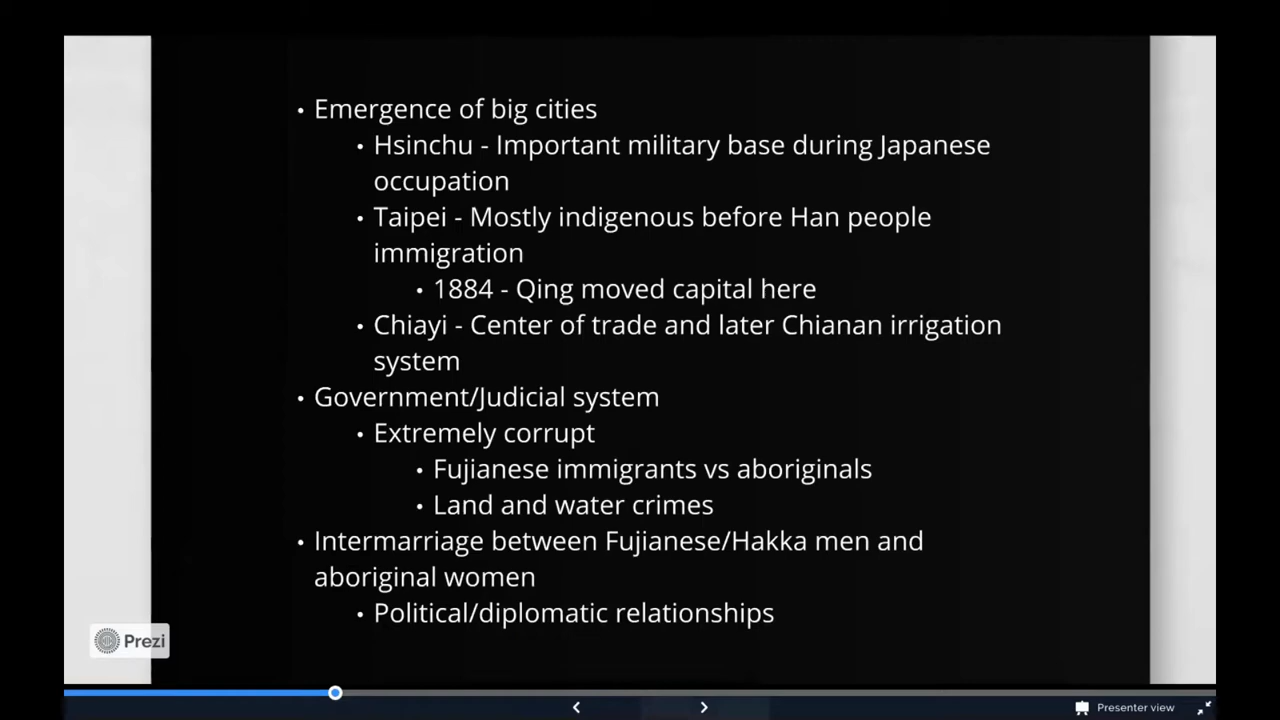 • Emergence of big cities
• Hsinchu - Important military base during Japanese
occupation
• Taipei - Mostly indigenous before Han people
immigration
• 1884 - Qing moved capital here
• Chiayi - Center of trade and later Chianan irrigation
system
• Government/Judicial system
• Extremely corrupt
• Fujianese immigrants vs aboriginals
• Land and water crimes
• Intermarriage between Fujianese/Hakka men and
aboriginal women
• Political/diplomatic relationships
Prezi
Presenter view